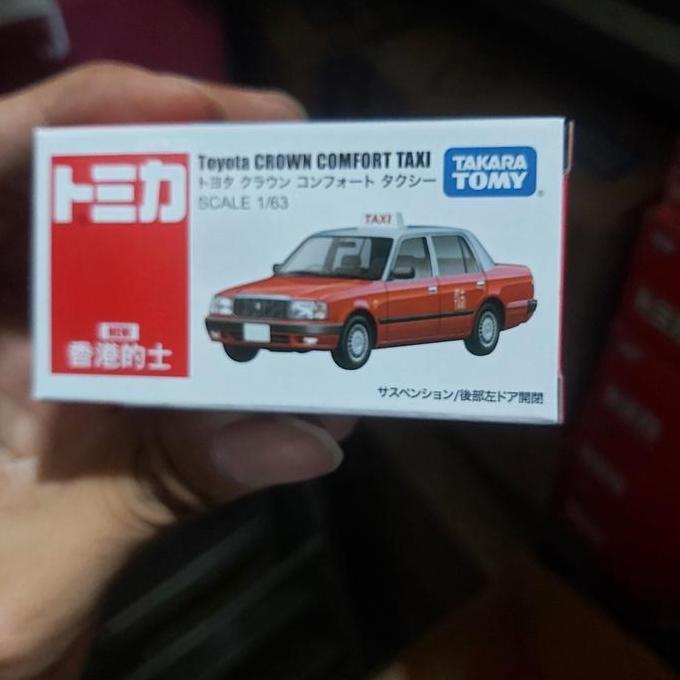 トミカ
Toyota CROWN COMFORT TAXI
トヨタ クラウン コンフォート タクシー
SCALE 1/63
TAKARA
TOMY
TAXI
香港的士
サスペンション/後部左ドア開閉